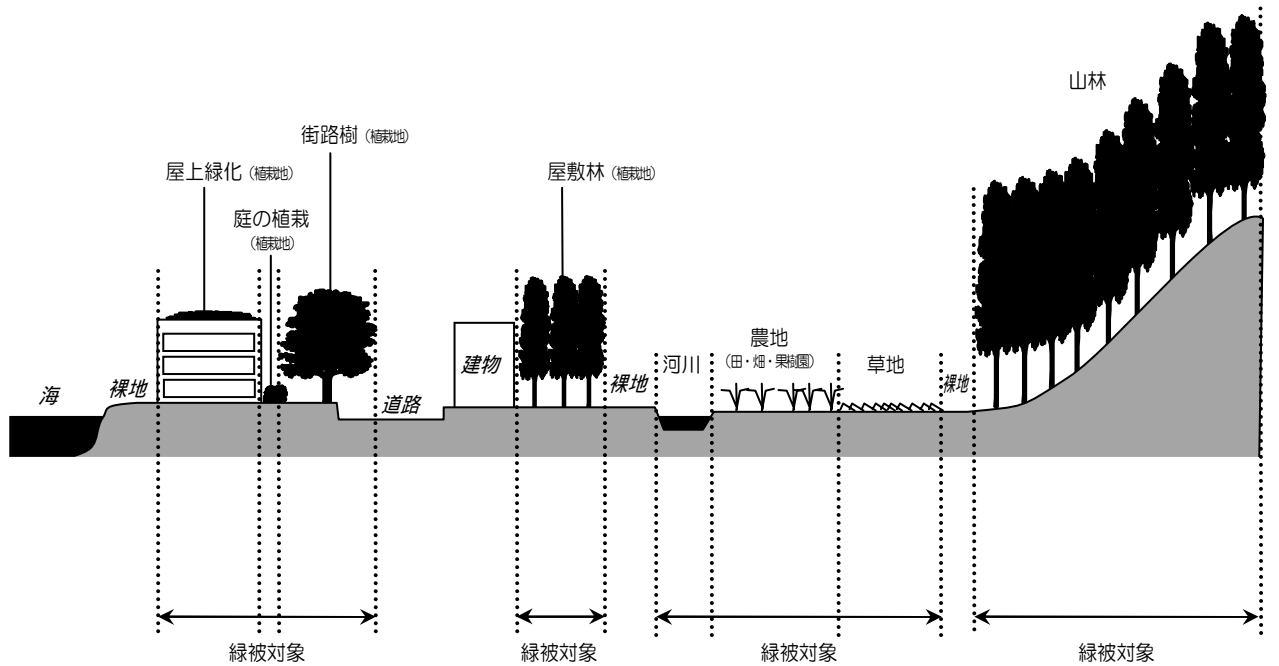 山林
街路樹（植栽地）
屋上緑化（植栽地）
屋敷林（植栽地）
庭の植栽
（植栽地）
海
裸地
道路
建物
裸地
河川
農地
（田・畑・果樹園）
草地
裸地
緑被対象
緑被対象
緑被対象
緑被対象